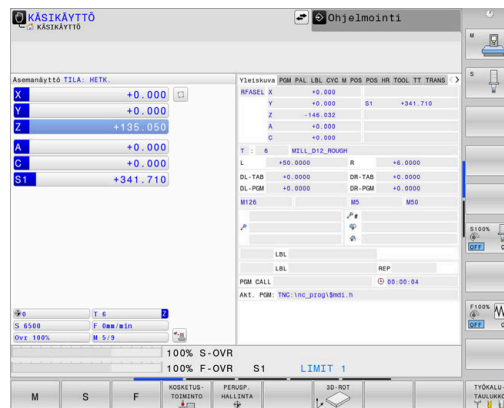 KÄSIKÄYTTÖ
KÄSIKÄYTTÖ
Ohjelmointi
Asemanäyttö TILA: HETK.
X +0.000
Y +0.000
Z +135.050
A +0.000
C +0.000
S1 +341.710
0 T 6 Z
S 6500 F 0mm/min
Ovr 100% M 5/9
Yleiskuva PGM PAL LBL CYC M POS POS HR TOOL TT TRANS
RFASEL X +0.000
Y +0.000 S1 +341.710
Z -146.032
A +0.000
C +0.000
T : 6 MILL_D12_ROUGH
L +50.0000 R +6.0000
DL-TAB +0.0000 DR-TAB +0.0000
DL-PGM +0.0000 DR-PGM +0.0000
M126 M5 M50
P#
LBL
LBL REP
PGM CALL 00:00:04
Akt. PGM: TNC:\nc_prog\$mdi.h
100% S-OVR
100% F-OVR S1 LIMIT 1
M
S
F
KOSKETUS-
TOIMINTO
PERUSP.
HALLINTA
3D-ROT
TYÖKALU-
TAULUKK
M
S
S100%
OFF
F100%
OFF